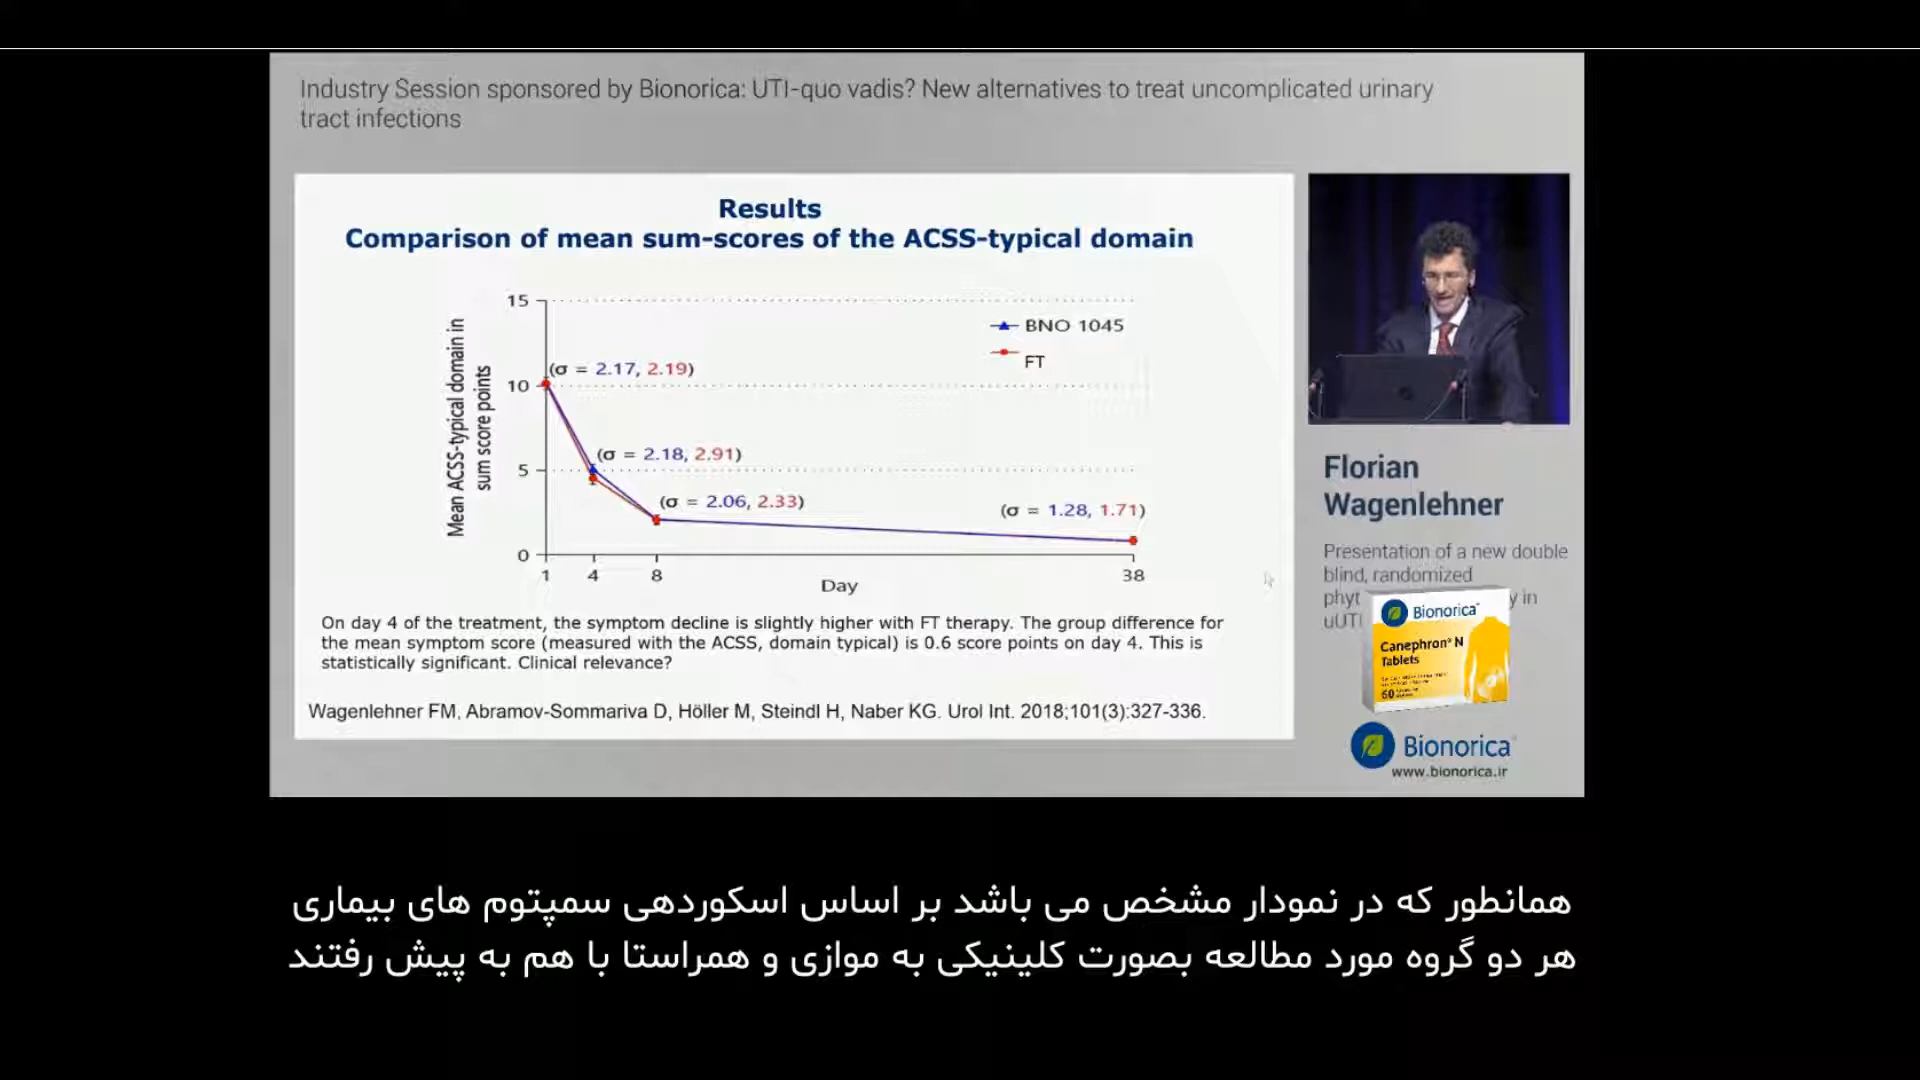 Industry Session sponsored by Bionorica: UTI-quo vadis? New alternatives to treat uncomplicated urinary
tract infections
Results
Comparison of mean sum-scores of the ACSS-typical domain
Mean ACSS-typical domain in
sum score points
15
10
5
0
BNO 1045
FT
(σ = 2.17, 2.19)
(σ = 2.18, 2.91)
(σ = 2.06, 2.33)
(σ = 1.28, 1.71)
1 4 8 38
Day
On day 4 of the treatment, the symptom decline is slightly higher with FT therapy. The group difference for
the mean symptom score (measured with the ACSS, domain typical) is 0.6 score points on day 4. This is
statistically significant. Clinical relevance?
Wagenlehner FM, Abramov-Sommariva D, Höller M, Steindl H, Naber KG. Urol Int. 2018;101(3):327-336.
Florian
Wagenlehner
Presentation of a new double
blind, randomized
phyt y in
uUTI
Bionorica
Canephron® N
Tablets
60
Bionorica
www.bionorica.ir
همانطور که در نمودار مشخص می باشد بر اساس اسکوردهی سمپتوم های بیماری
هر دو گروه مورد مطالعه بصورت کلینیکی به موازی و همراستا با هم به پیش رفتند